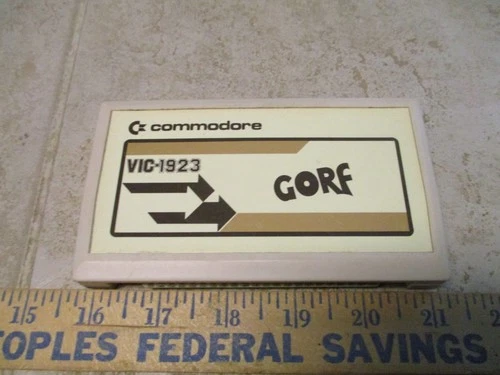 commodore
VIC-1923
GORF
15 16 17 18 19 20 21
OPLES FEDERAL SAVINGS